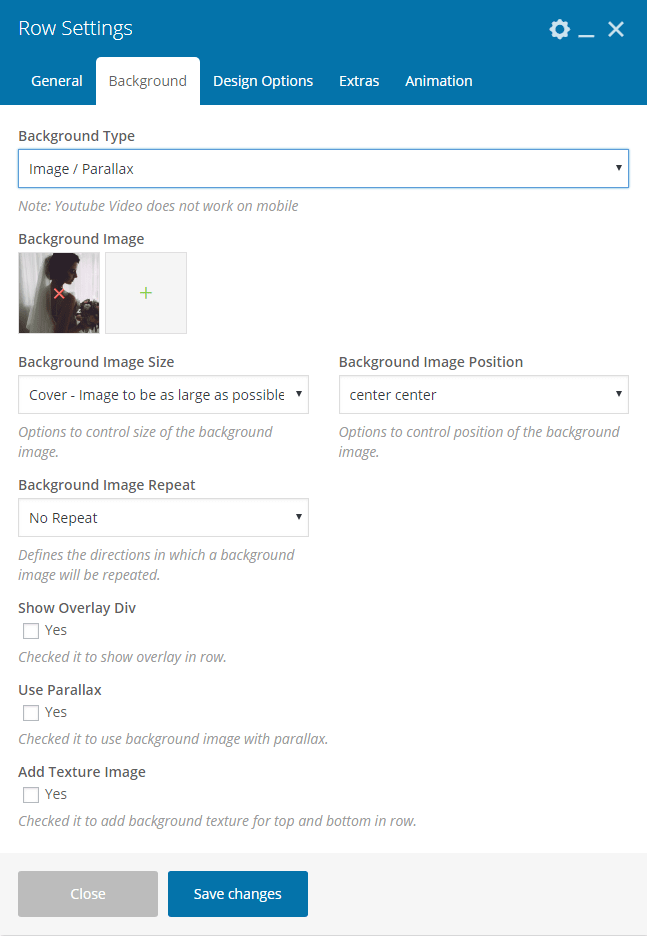 Row Settings
General Background Design Options Extras Animation
Background Type
Image / Parallax
Note: Youtube Video does not work on mobile
Background Image
Background Image Size
Cover - Image to be as large as possible
Options to control size of the background
image.
Background Image Position
center center
Options to control position of the background
image.
Background Image Repeat
No Repeat
Defines the directions in which a background
image will be repeated.
Show Overlay Div
Yes
Checked it to show overlay in row.
Use Parallax
Yes
Checked it to use background image with parallax.
Add Texture Image
Yes
Checked it to add background texture for top and bottom in row.
Close Save changes